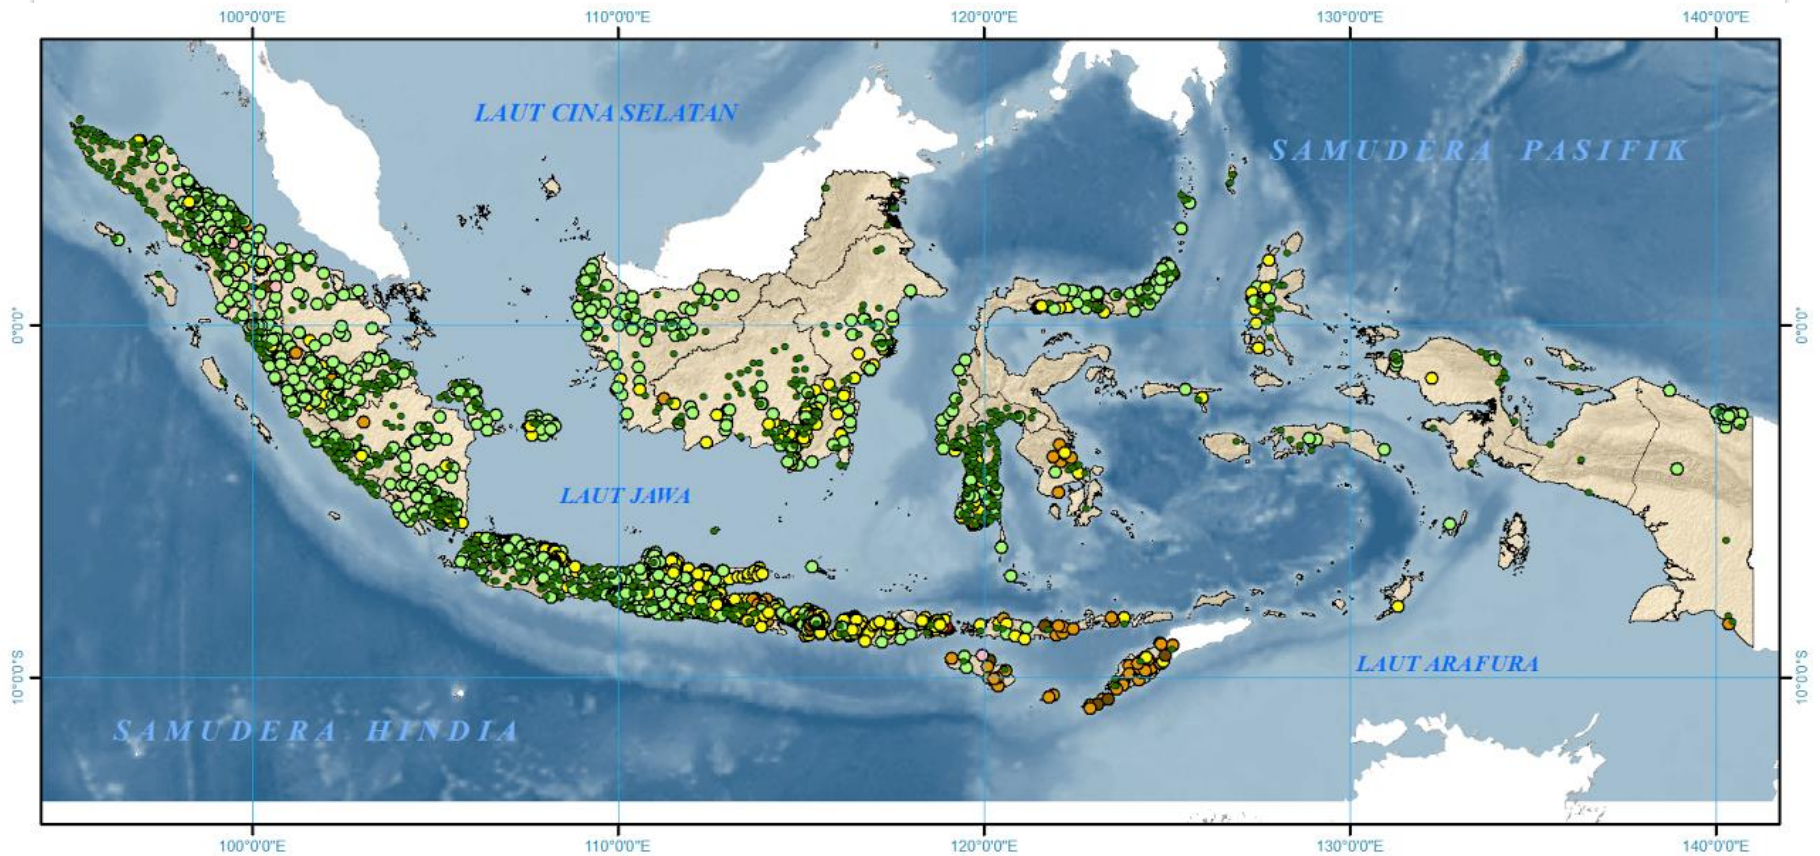 100°0'0"E 110°0'0"E 120°0'0"E 130°0'0"E 140°0'0"E
LAUT CINA SELATAN
SAMUDERA PASIFIK
0°0'0" 0°0'0"
LAUT JAWA
LAUT ARAFURA
10°0'0"S 10°0'0"S
SAMUDERA HINDIA
100°0'0"E 110°0'0"E 120°0'0"E 130°0'0"E 140°0'0"E